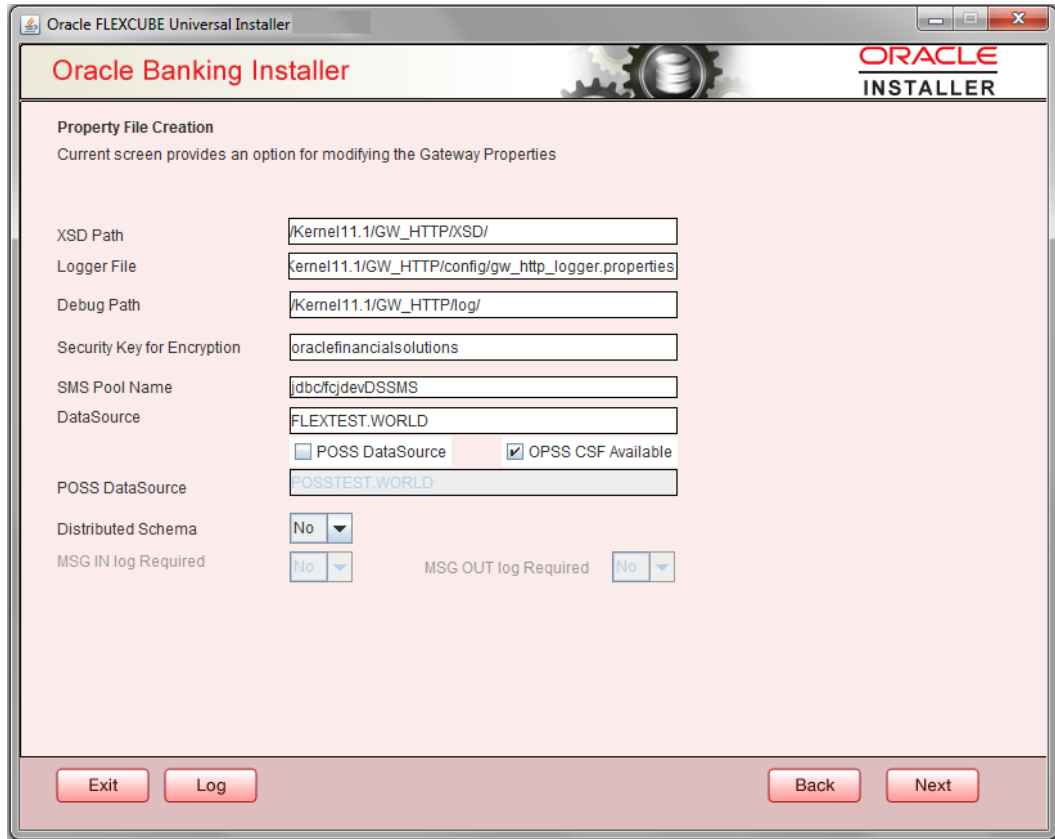 Oracle FLEXCUBE Universal Installer
Oracle Banking Installer
ORACLE
INSTALLER
Property File Creation
Current screen provides an option for modifying the Gateway Properties
XSD Path /Kernel11.1/GW_HTTP/XSD/
Logger File Kernel11.1/GW_HTTP/config/gw_http_logger.properties
Debug Path /Kernel11.1/GW_HTTP/log/
Security Key for Encryption oraclefinancialsolutions
SMS Pool Name jdbc/fcjdevDSSMS
DataSource FLEXTEST.WORLD
POSS DataSource OPSS CSF Available
POSS DataSource POSSTEST.WORLD
Distributed Schema No
MSG IN log Required No MSG OUT log Required No
Exit Log Back Next